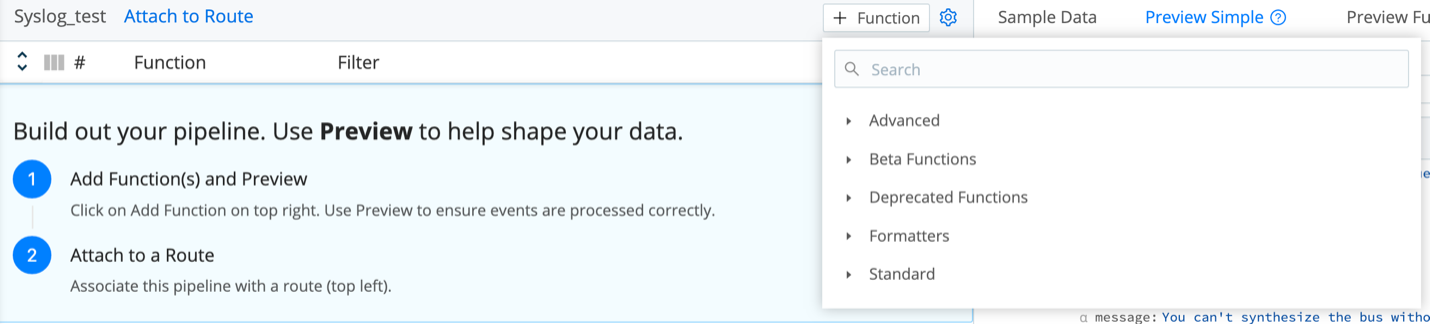 Syslog_test Attach to Route + Function Sample Data Preview Simple Preview Fu
# Function Filter
Search
Build out your pipeline. Use Preview to help shape your data.
1 Add Function(s) and Preview
Click on Add Function on top right. Use Preview to ensure events are processed correctly.
2 Attach to a Route
Associate this pipeline with a route (top left).
Advanced
Beta Functions
Deprecated Functions
Formatters
Standard
α message: You can't synthesize the bus witho